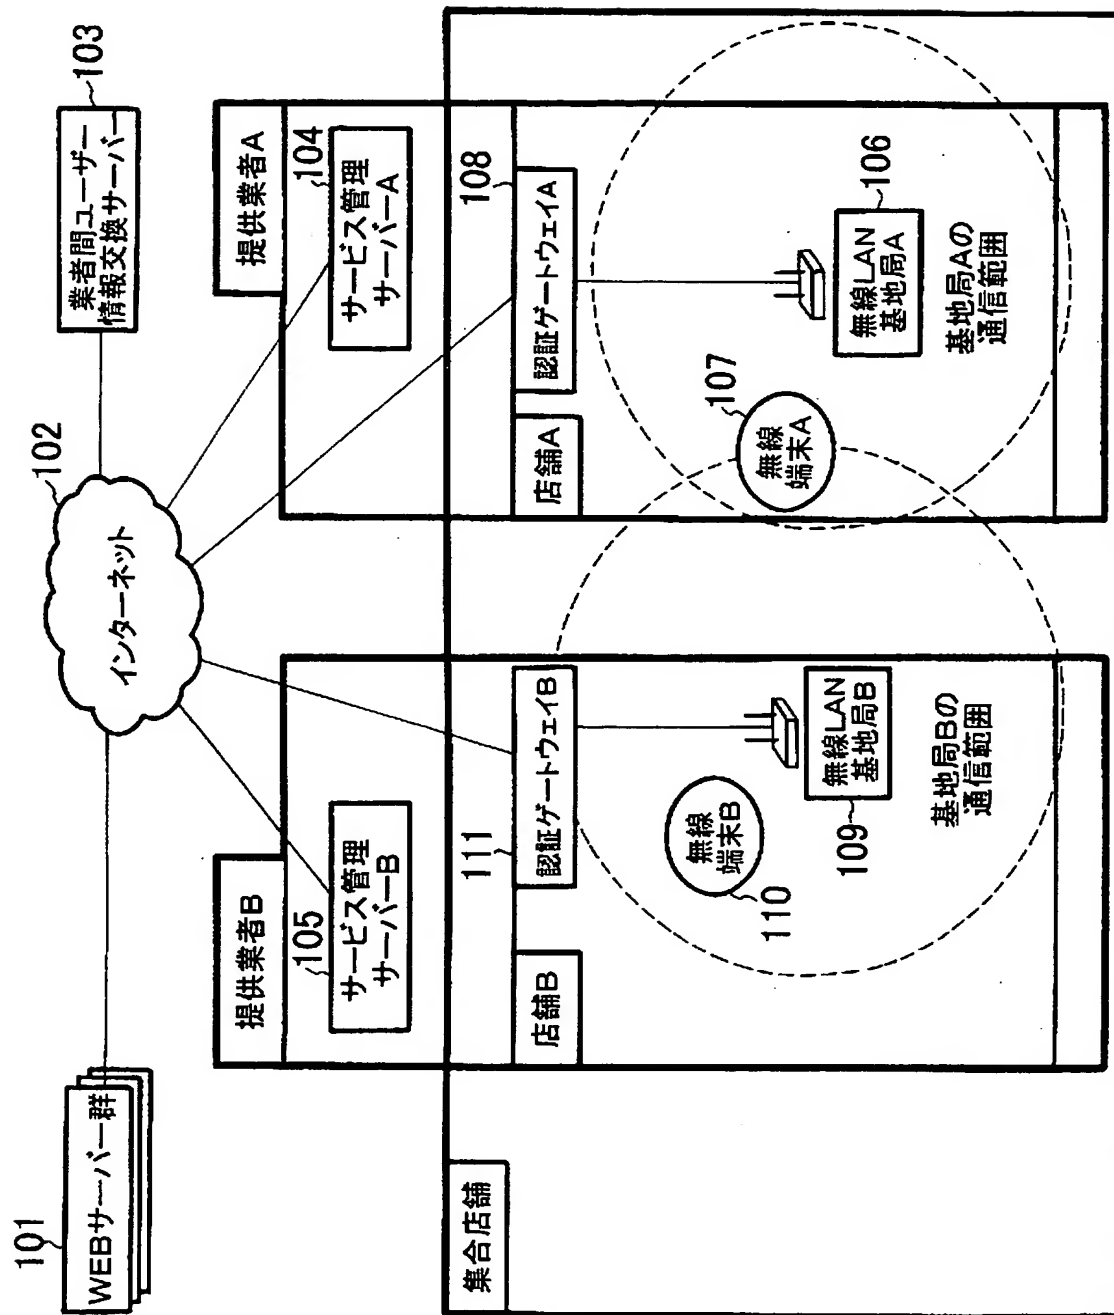 101
WEBサーバー群
102
インターネット
103
業者間ユーザー
情報交換サーバー
提供業者B
105
サービス管理
サーバーB
提供業者A
104
サービス管理
サーバーA
集合店舗
店舗B
111
認証ゲートウェイB
無線
端末B
110
無線LAN
基地局B
109
基地局Bの
通信範囲
店舗A
108
認証ゲートウェイA
107
無線
端末A
無線LAN
基地局A
106
基地局Aの
通信範囲